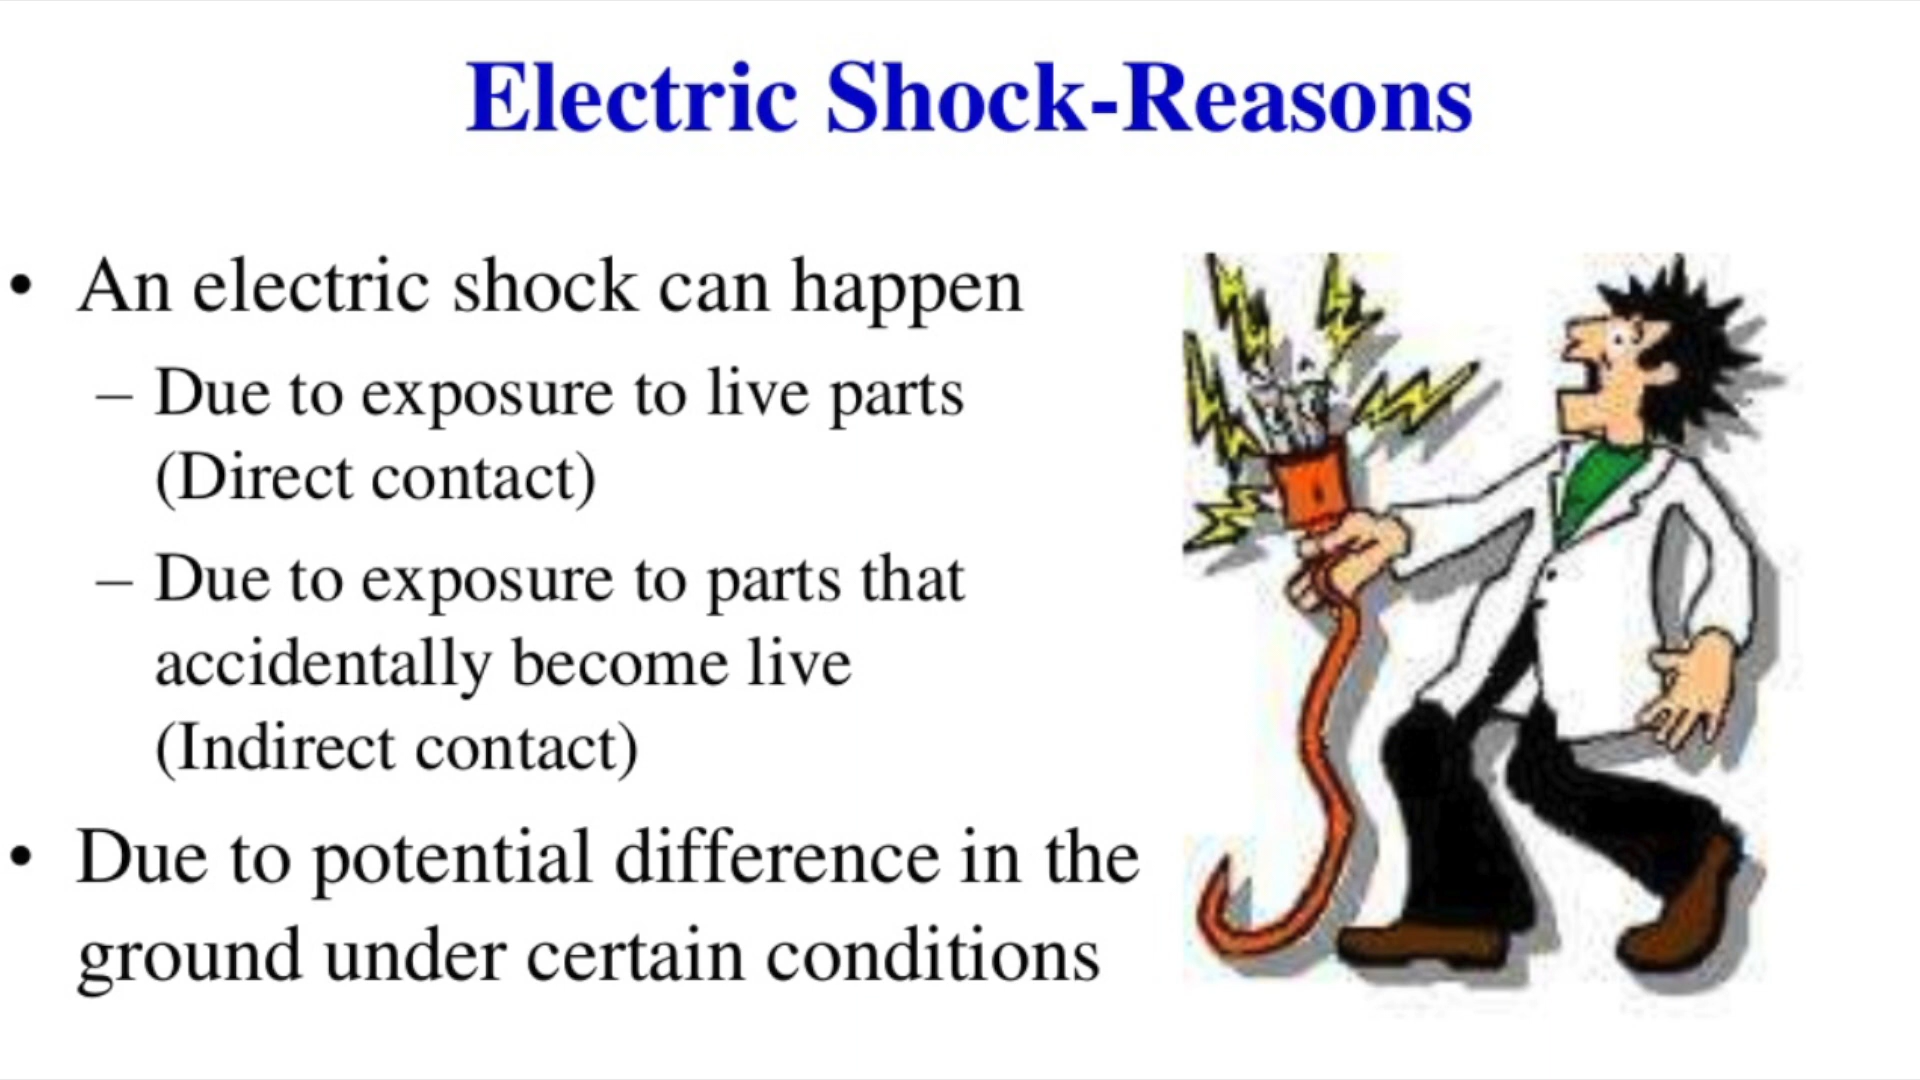 Electric Shock-Reasons
• An electric shock can happen
– Due to exposure to live parts
(Direct contact)
– Due to exposure to parts that
accidentally become live
(Indirect contact)
• Due to potential difference in the
ground under certain conditions